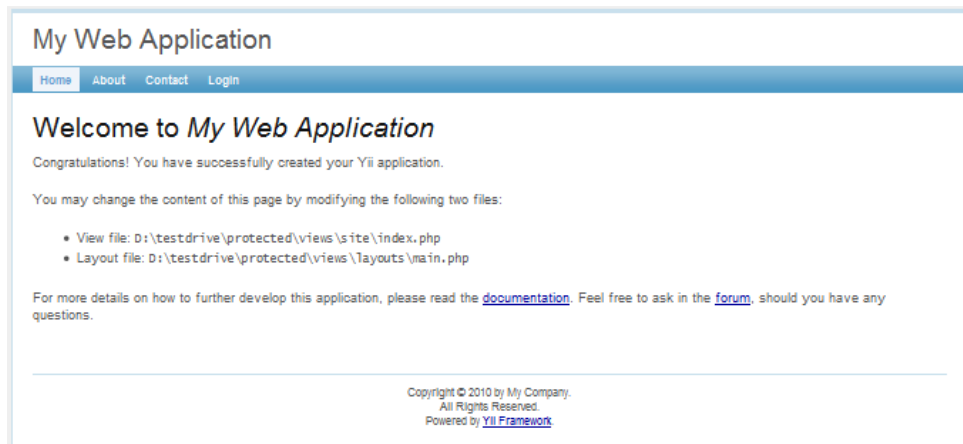 My Web Application
Home About Contact Login
Welcome to My Web Application
Congratulations! You have successfully created your Yii application.
You may change the content of this page by modifying the following two files:
• View file: D:\testdrive\protected\views\site\index.php
• Layout file: D:\testdrive\protected\views\layouts\main.php
For more details on how to further develop this application, please read the documentation. Feel free to ask in the forum, should you have any
questions.
Copyright © 2010 by My Company.
All Rights Reserved.
Powered by Yii Framework.